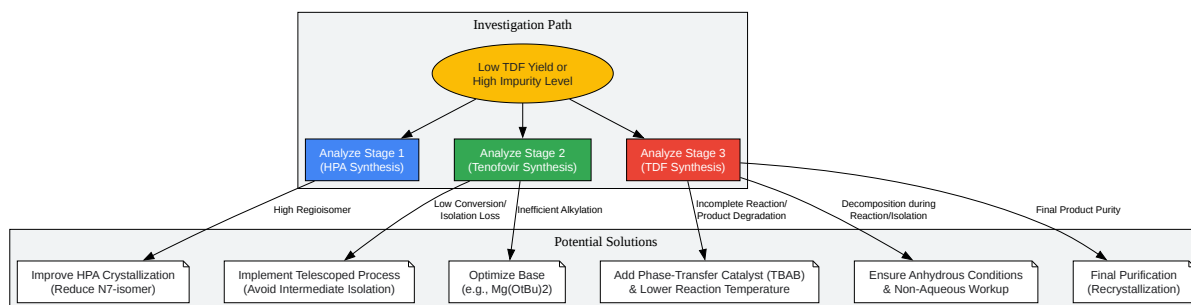 Investigation Path
Low TDF Yield or
High Impurity Level
Analyze Stage 1
(HPA Synthesis)
Analyze Stage 2
(Tenofovir Synthesis)
Analyze Stage 3
(TDF Synthesis)
High Regioisomer
Low Conversion/
Isolation Loss
Inefficient Alkylation
Incomplete Reaction/
Product Degradation
Decomposition during
Reaction/Isolation
Final Product Purity
Potential Solutions
Improve HPA Crystallization
(Reduce N7-isomer)
Implement Telescoped Process
(Avoid Intermediate Isolation)
Optimize Base
(e.g., Mg(OtBu)2)
Add Phase-Transfer Catalyst (TBAB)
& Lower Reaction Temperature
Ensure Anhydrous Conditions
& Non-Aqueous Workup
Final Purification
(Recrystallization)